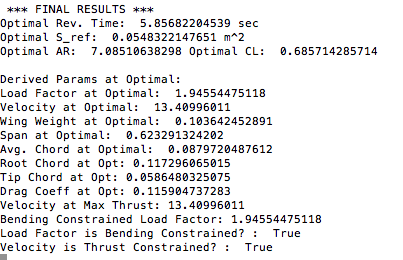 *** FINAL RESULTS ***
Optimal Rev. Time:  5.85682204539 sec
Optimal S_ref:  0.0548322147651 m^2
Optimal AR:  7.08510638298 Optimal CL:  0.685714285714
Derived Params at Optimal:
Load Factor at Optimal:  1.94554475118
Velocity at Optimal:  13.40996011
Wing Weight at Optimal:  0.103642452891
Span at Optimal:  0.623291324202
Avg. Chord at Optimal:  0.0879720487612
Root Chord at Opt: 0.117296065015
Tip Chord at Opt: 0.0586480325075
Drag Coeff at Opt: 0.115904737283
Velocity at Max Thrust: 13.40996011
Bending Constrained Load Factor: 1.94554475118
Load Factor is Bending Constrained? :  True
Velocity is Thrust Constrained? :  True